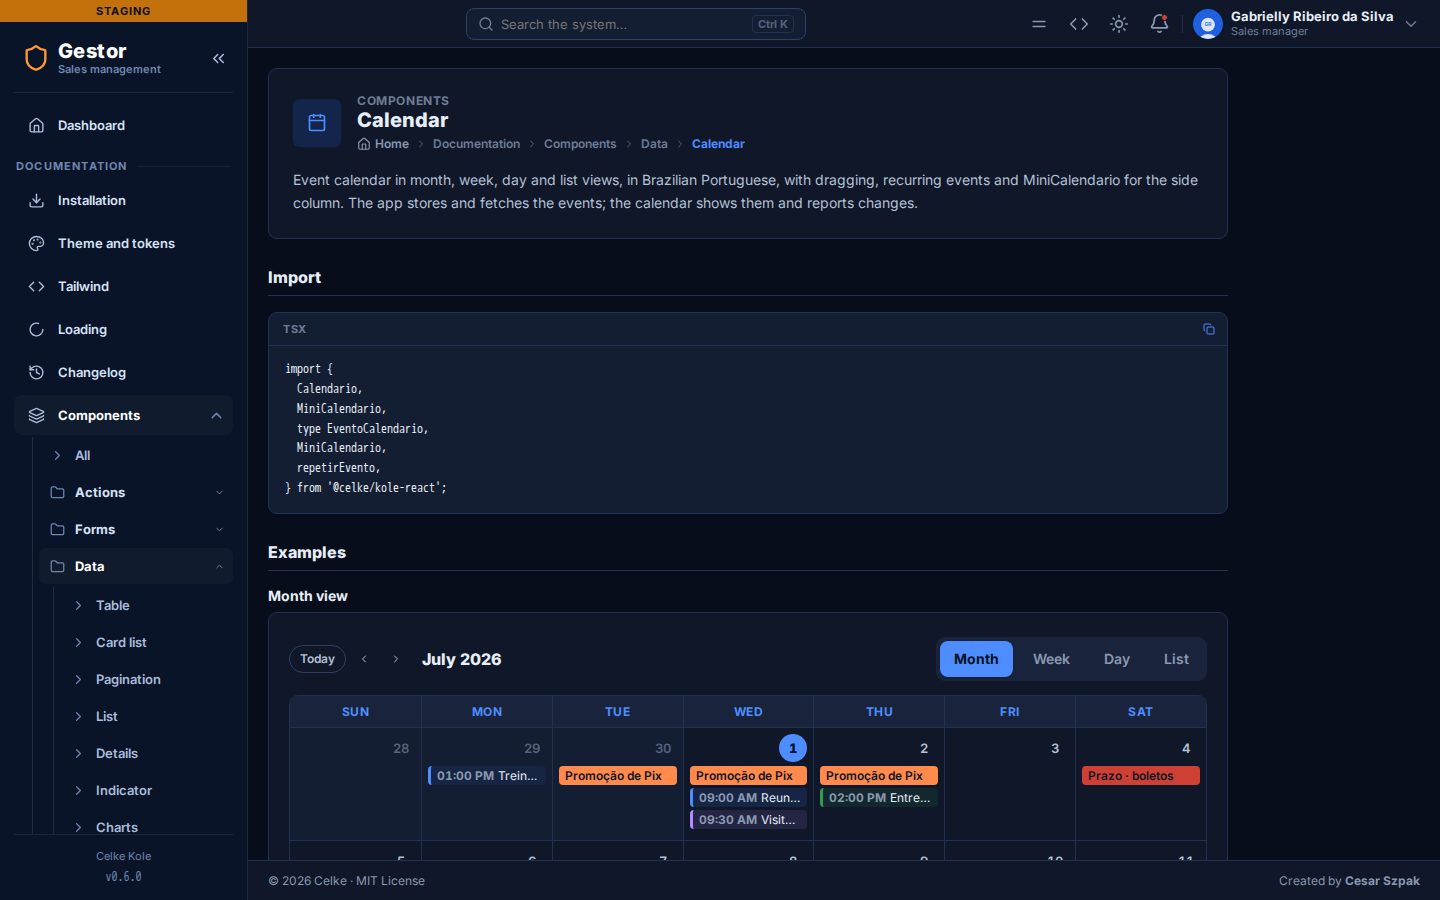 STAGING
Gestor
Sales management
Dashboard
DOCUMENTATION
Installation
Theme and tokens
Tailwind
Loading
Changelog
Components
All
Actions
Forms
Data
Table
Card list
Pagination
List
Details
Indicator
Charts
Celke Kole
v0.6.0
Search the system...
Ctrl K
GR
Gabrielly Ribeiro da Silva
Sales manager
COMPONENTS
Calendar
Home > Documentation > Components > Data > Calendar
Event calendar in month, week, day and list views, in Brazilian Portuguese, with dragging, recurring events and MiniCalendario for the side
column. The app stores and fetches the events; the calendar shows them and reports changes.
Import
TSX
import {
  Calendario,
  MiniCalendario,
  type EventoCalendario,
  MiniCalendario,
  repetirEvento,
} from '@celke/kole-react';
Examples
Month view
Today
July 2026
Month Week Day List
SUN MON TUE WED THU FRI SAT
28 29 30 1 2 3 4
01:00 PM Trein...
Promoção de Pix
Promoção de Pix
09:00 AM Reun...
09:30 AM Visit...
Promoção de Pix
02:00 PM Entre...
Prazo · boletos
5 6 7 8 9 10 11
© 2026 Celke · MIT License
Created by Cesar Szpak